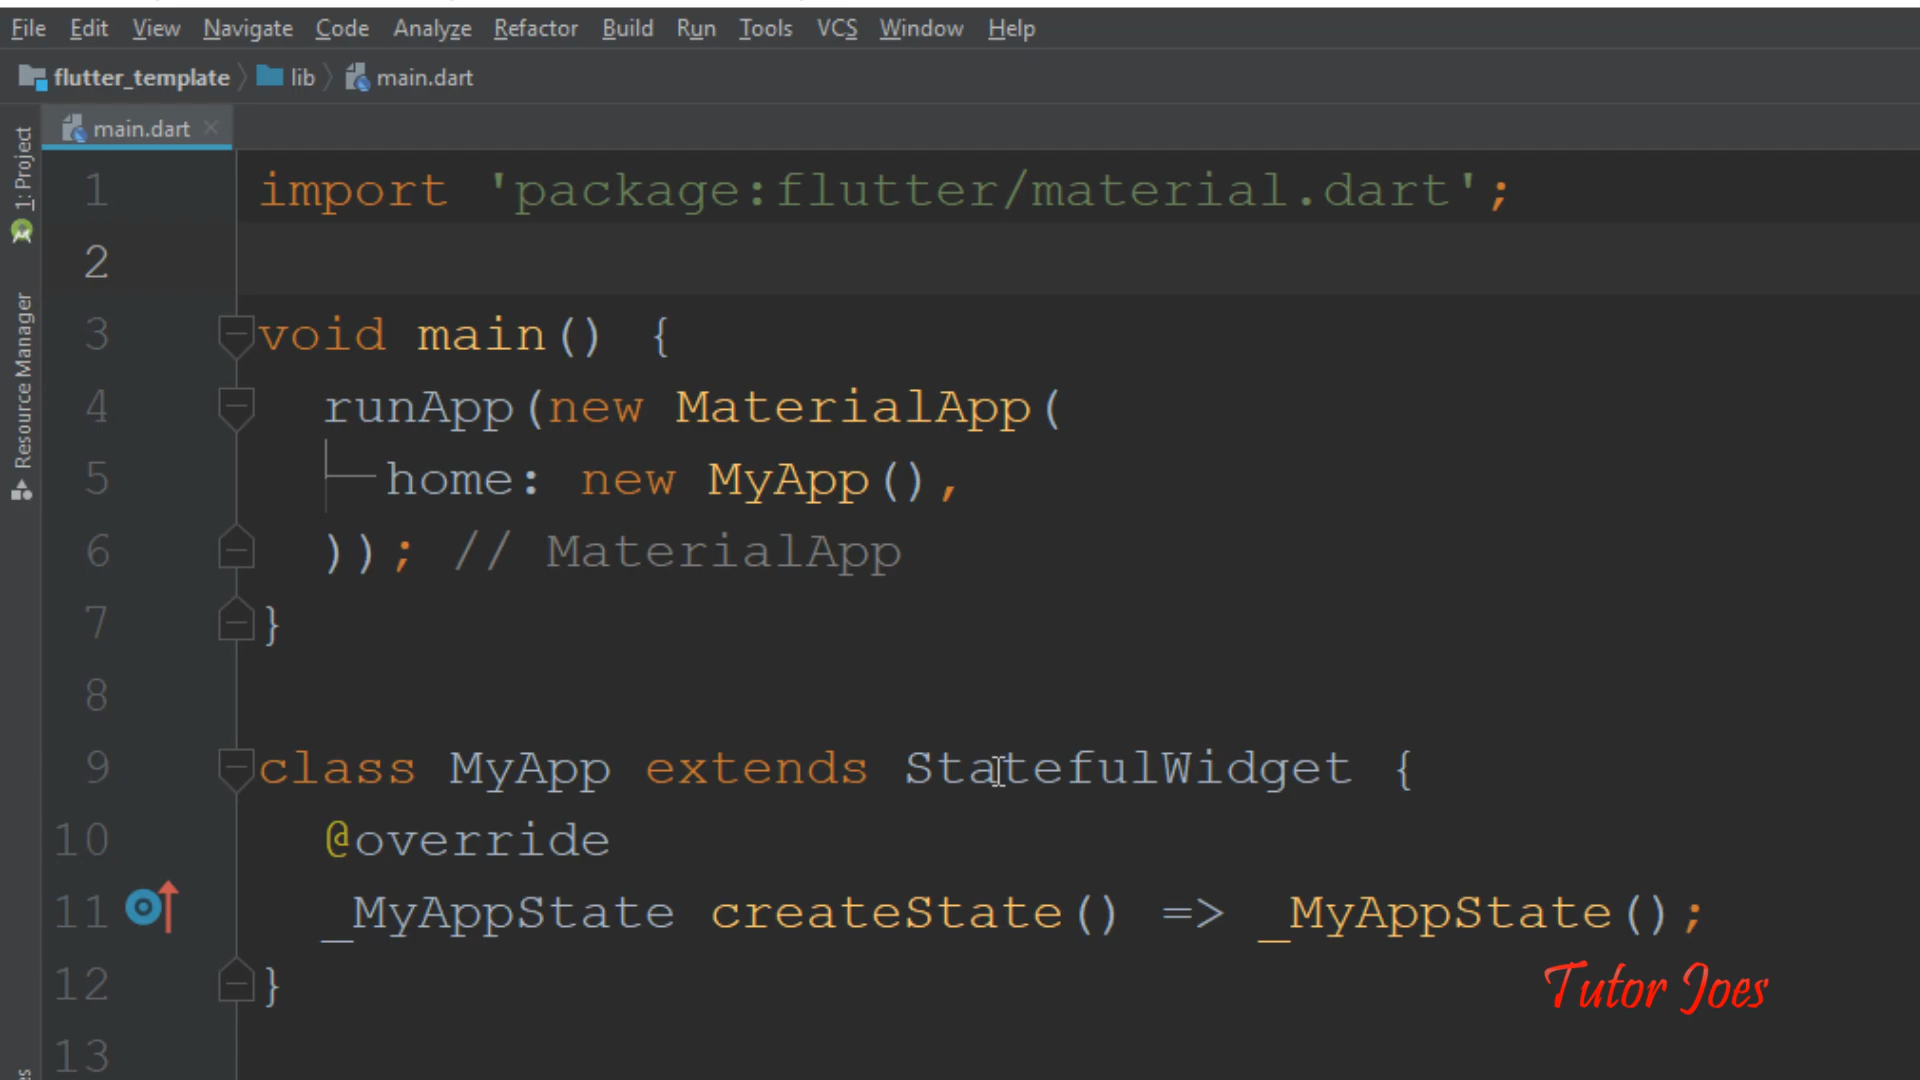 File Edit View Navigate Code Analyze Refactor Build Run Tools VCS Window Help
flutter_template lib main.dart
main.dart
1: Project
Resource Manager
1 import 'package:flutter/material.dart';
2
3 void main() {
4 runApp(new MaterialApp(
5 home: new MyApp(),
6 )); // MaterialApp
7 }
8
9 class MyApp extends StatefulWidget {
10 @override
11 _MyAppState createState() => _MyAppState();
12 }
13
Tutor Joes